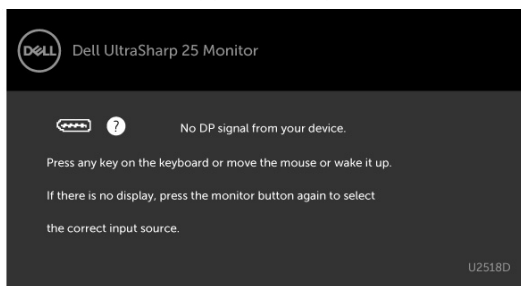 DELL Dell UltraSharp 25 Monitor
? No DP signal from your device.
Press any key on the keyboard or move the mouse or wake it up.
If there is no display, press the monitor button again to select
the correct input source.
U2518D